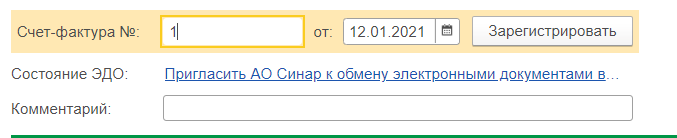 Счет-фактура №: 1 от: 12.01.2021 Зарегистрировать
Состояние ЭДО: Пригласить АО Синар к обмену электронными документами в...
Комментарий: